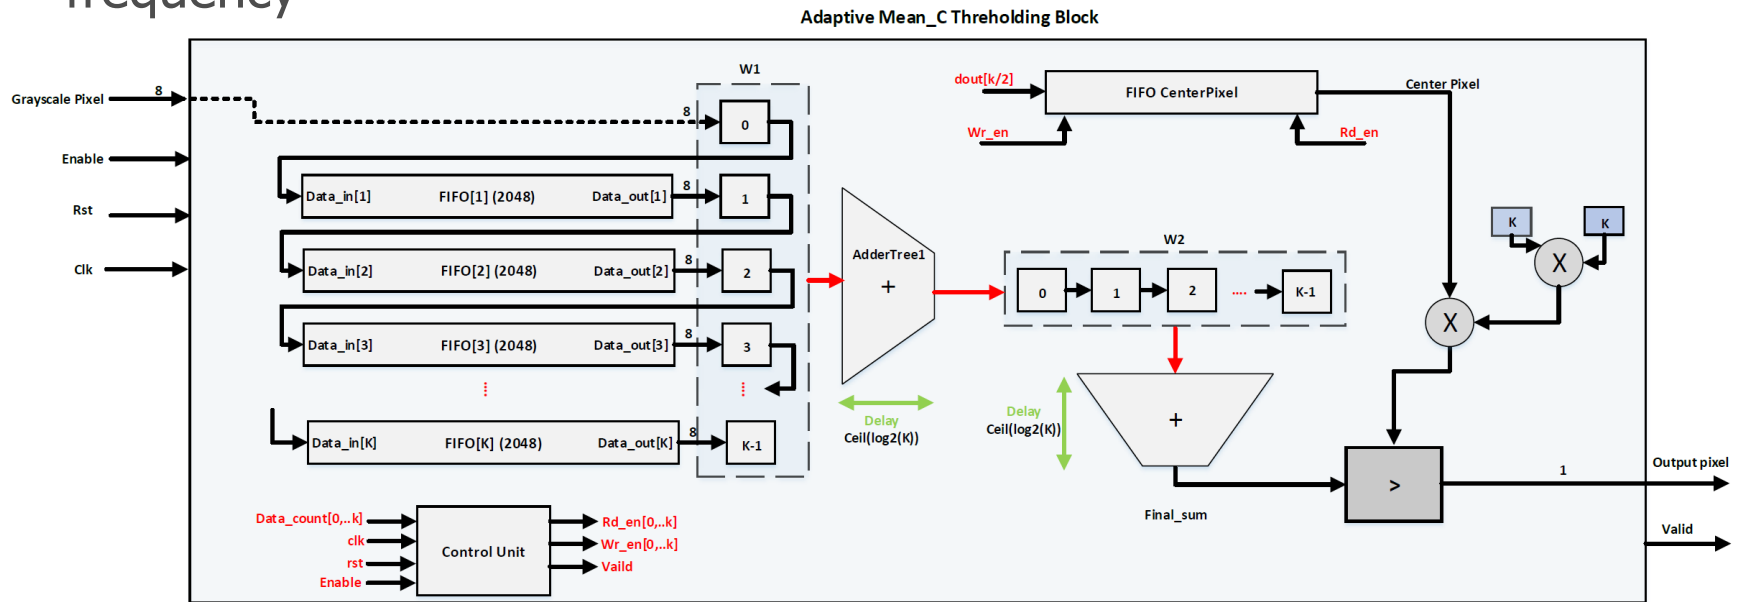 frequency
Adaptive Mean_C Threholding Block
Grayscale Pixel
8
Enable
Rst
Clk
W1
8
0
Data_in[1] FIFO[1] (2048) Data_out[1]
8
1
Data_in[2] FIFO[2] (2048) Data_out[2]
8
2
Data_in[3] FIFO[3] (2048) Data_out[3]
8
3
Data_in[K] FIFO[K] (2048) Data_out[K]
8
K-1
AdderTree1
+
Delay
Ceil(log2(K))
dout[k/2]
FIFO CenterPixel
Center Pixel
Wr_en
Rd_en
K
K
X
X
W2
0
1
2
....
K-1
Delay
Ceil(log2(K))
+
Final_sum
>
1
Output pixel
Valid
Data_count[0,..k]
clk
rst
Enable
Control Unit
Rd_en[0,..k]
Wr_en[0,..k]
Vaild